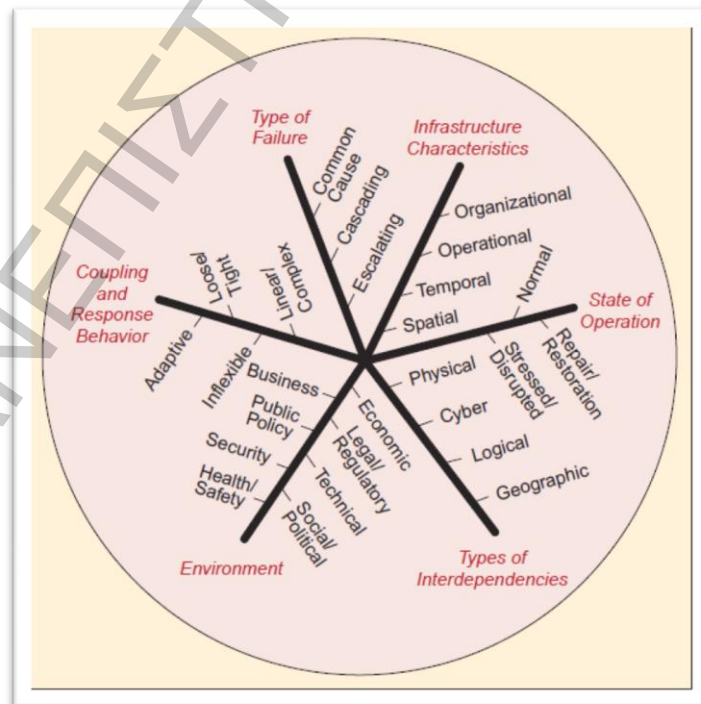 Type of
Failure
Common
Cause
Cascading
Escalating
Infrastructure
Characteristics
Organizational
Operational
Temporal
Spatial
State of
Operation
Normal
Repair/
Restoration
Stressed/
Disrupted
Types of
Interdependencies
Physical
Cyber
Logical
Geographic
Environment
Economic
Legal/
Regulatory
Technical
Social/
Political
Business
Public
Policy
Security
Health/
Safety
Coupling
and
Response
Behavior
Loose/
Tight
Linear/
Complex
Adaptive
Inflexible